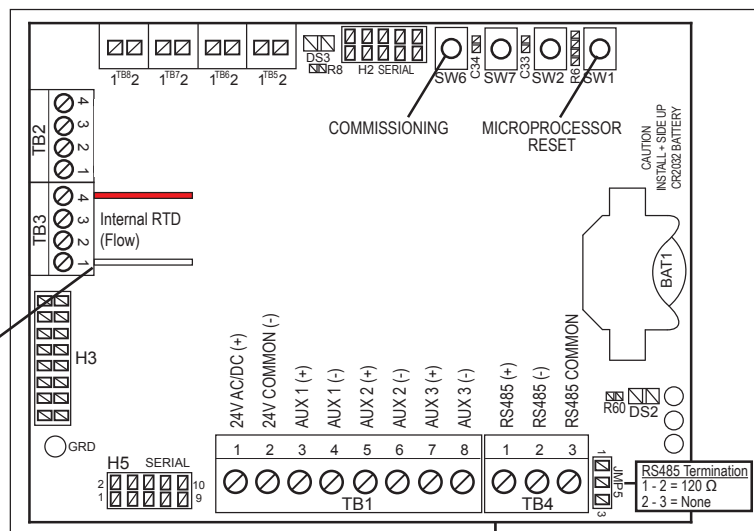 1 TB8 2 1 TB7 2 1 TB6 2 1 TB5 2
DS3
R8
H2 SERIAL
SW6
C34
SW7
C33
SW2
R6
SW1
COMMISSIONING
MICROPROCESSOR
RESET
CAUTION
INSTALL + SIDE UP
CR2032 BATTERY
BAT1
TB2
4
3
2
1
TB3
4
3
2
1
Internal RTD
(Flow)
H3
GRD
H5 SERIAL
2 10
1 9
24V AC/DC (+)
24V COMMON (-)
AUX 1 (+)
AUX 1 (-)
AUX 2 (+)
AUX 2 (-)
AUX 3 (+)
AUX 3 (-)
1 2 3 4 5 6 7 8
TB1
RS485 (+)
RS485 (-)
RS485 COMMON
1 2 3
TB4
R60
DS2
1
JMP5
3
RS485 Termination
1 - 2 = 120 Ω
2 - 3 = None